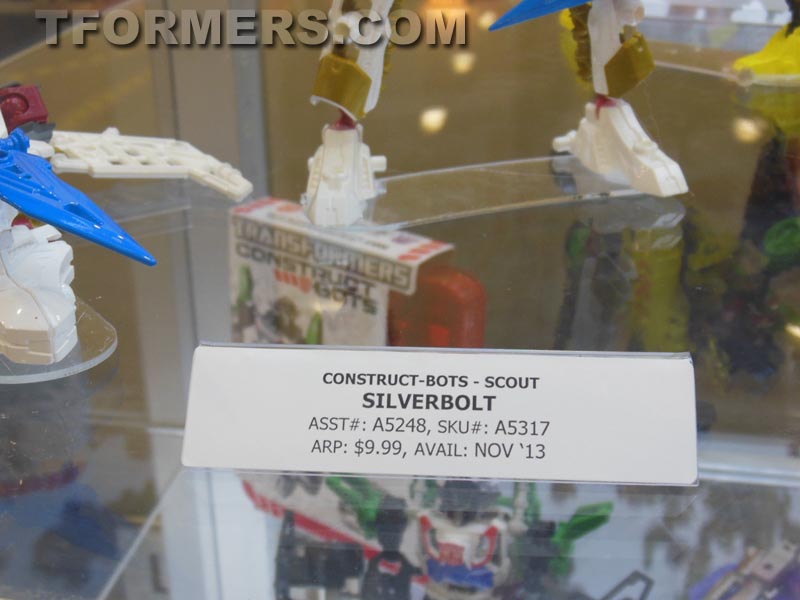 TFORMERS.COM
TRANSFORMERS
CONSTRUCT
BOTS
CONSTRUCT-BOTS - SCOUT
SILVERBOLT
ASST#: A5248, SKU#: A5317
ARP: $9.99, AVAIL: NOV ‘13